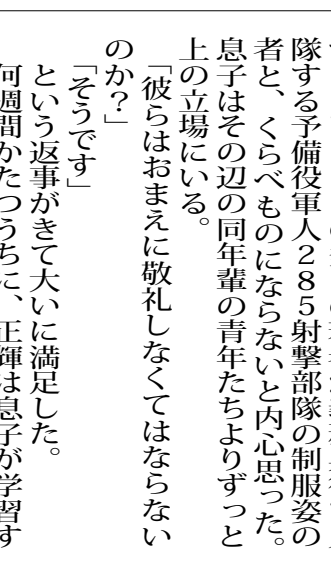 隊する予備役軍人２８５射撃部隊の制服姿の
者と、くらべものにならないと内心思った。
息子はその辺の同年輩の青年たちよりずっと
上の立場にいる。
「彼らはおまえに敬礼しなくてはならない
のか？」
「そうです」
という返事がきて大いに満足した。
何週間かたつうちに、正輝は息子が学習す